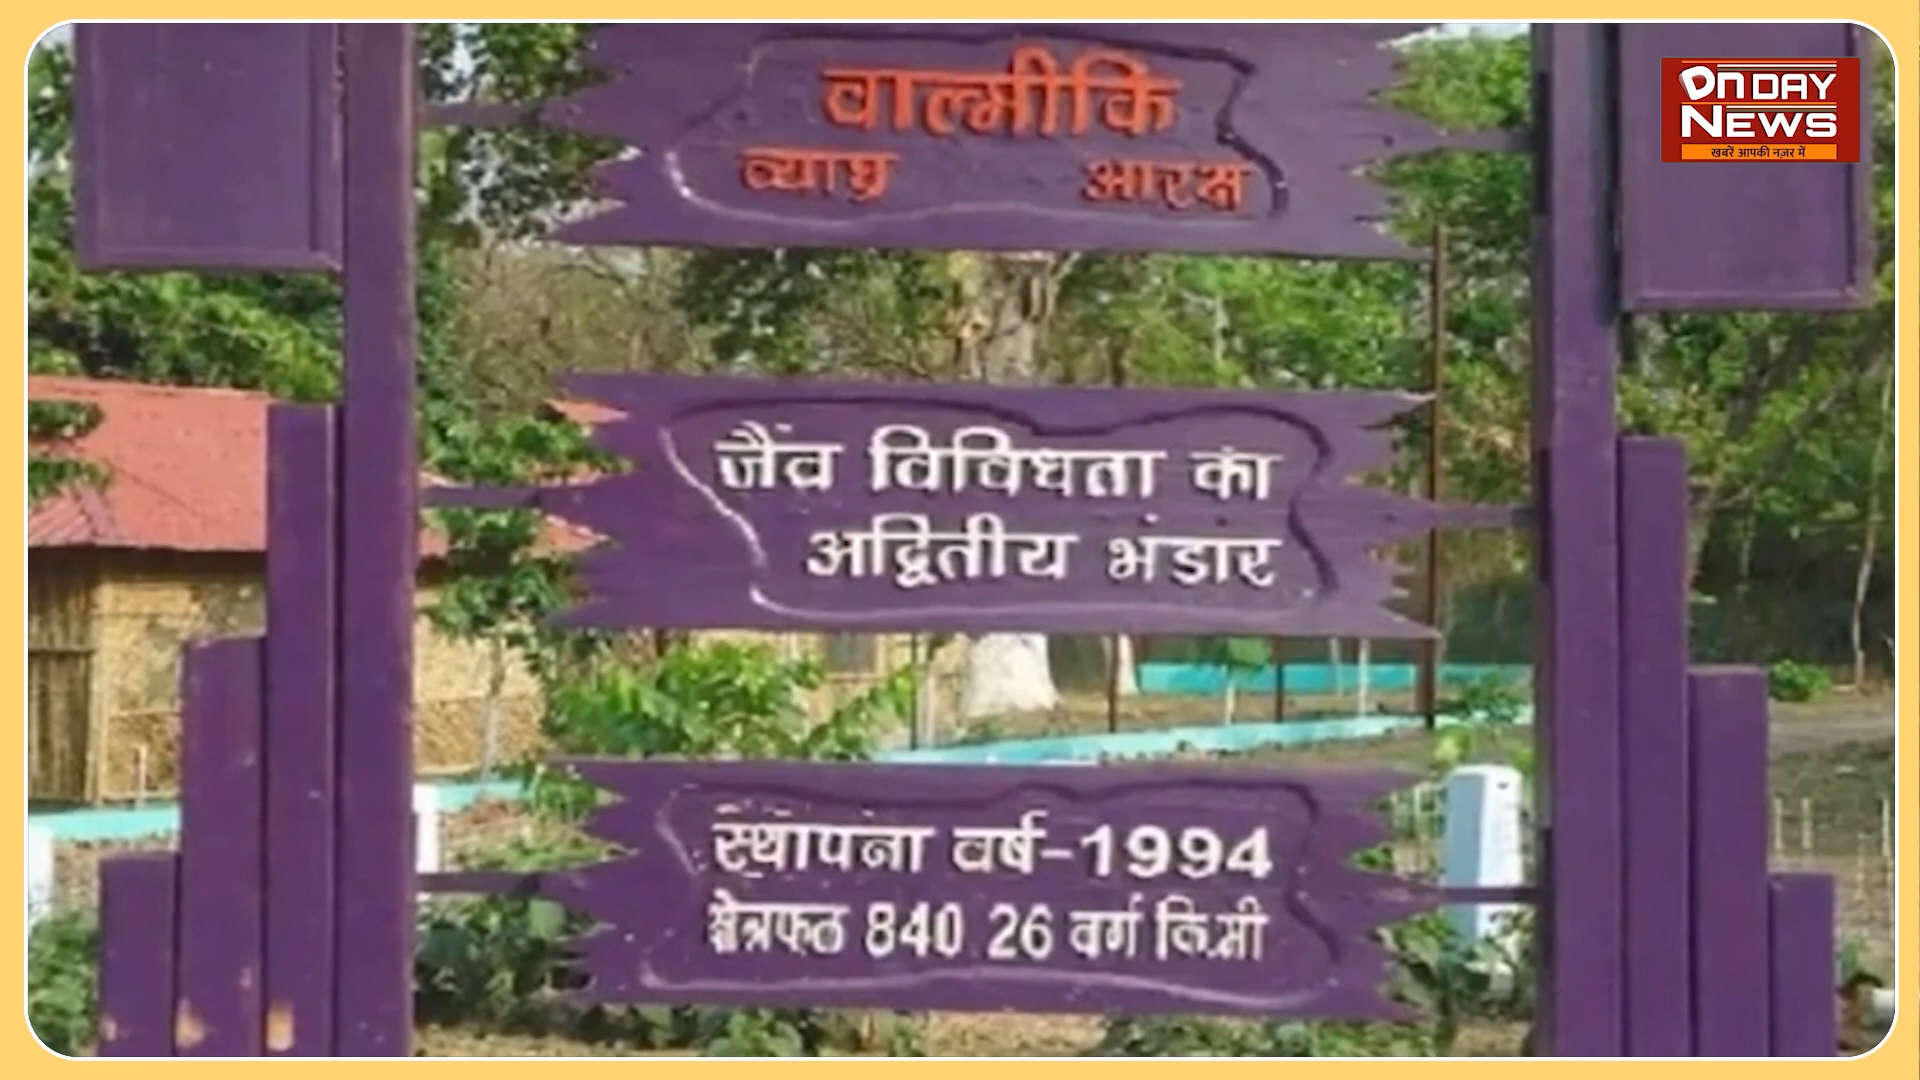 वाल्मीकि
व्याघ्र आरक्ष
जैव विविधता का
अद्वितीय भंडार
स्थापना वर्ष-1994
क्षेत्रफल 840 26 वर्ग कि.मी
On DAY
NEWS
खबरें आपकी नज़र में